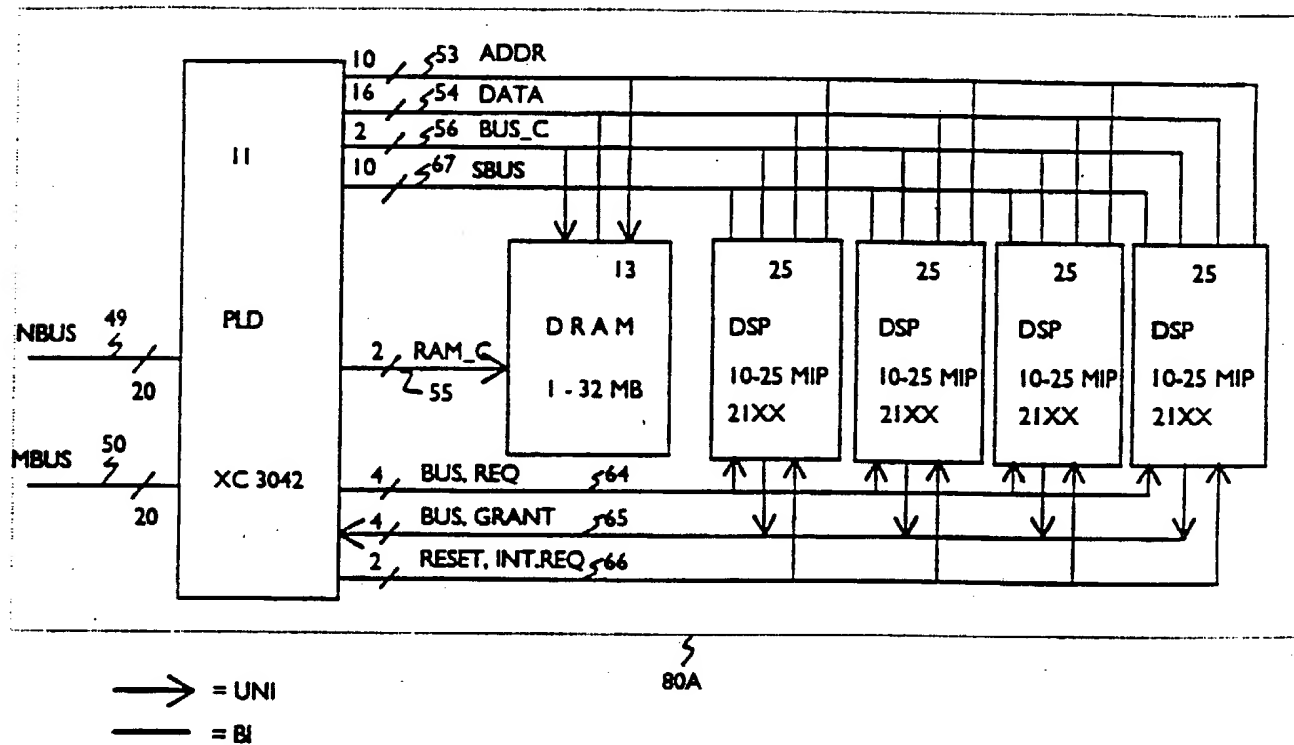 10 53 ADDR
16 54 DATA
2 56 BUS_C
10 67 SBUS
11
PLD
XC 3042
NBUS 49
20
MBUS 50
20
2 RAM_C
55
13
DRAM
1 - 32 MB
25
DSP
10-25 MIP
21XX
25
DSP
10-25 MIP
21XX
25
DSP
10-25 MIP
21XX
25
DSP
10-25 MIP
21XX
4 BUS. REQ 64
4 BUS. GRANT 65
2 RESET, INT.REQ 66
80A
= UNI
= BI